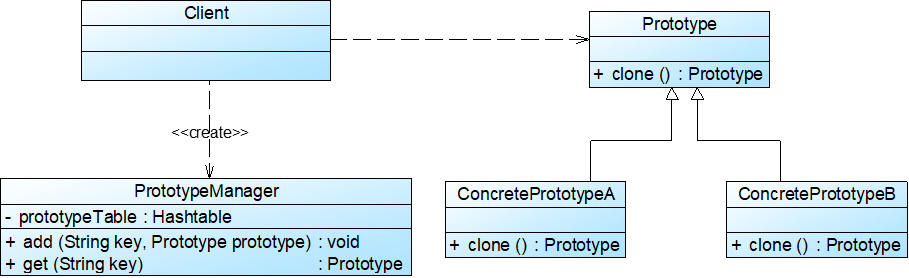 Client
Prototype
+ clone () : Prototype
<<create>>
PrototypeManager
- prototypeTable : Hashtable
+ add (String key, Prototype prototype) : void
+ get (String key) : Prototype
ConcretePrototypeA
+ clone () : Prototype
ConcretePrototypeB
+ clone () : Prototype